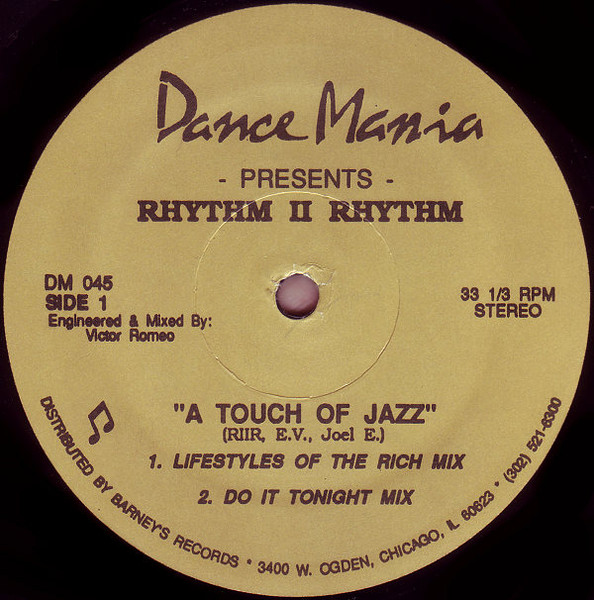 Dance Mania
- PRESENTS -
RHYTHM II RHYTHM
DM 045
SIDE 1
Engineered & Mixed By:
Victor Romeo
33 1/3 RPM
STEREO
"A TOUCH OF JAZZ"
(RIIR, E.V., Joel E.)
1. LIFESTYLES OF THE RICH MIX
2. DO IT TONIGHT MIX
DISTRIBUTED BY BARNEY'S RECORDS * 3400 W. OGDEN, CHICAGO, IL 60623 * (302) 521-6300